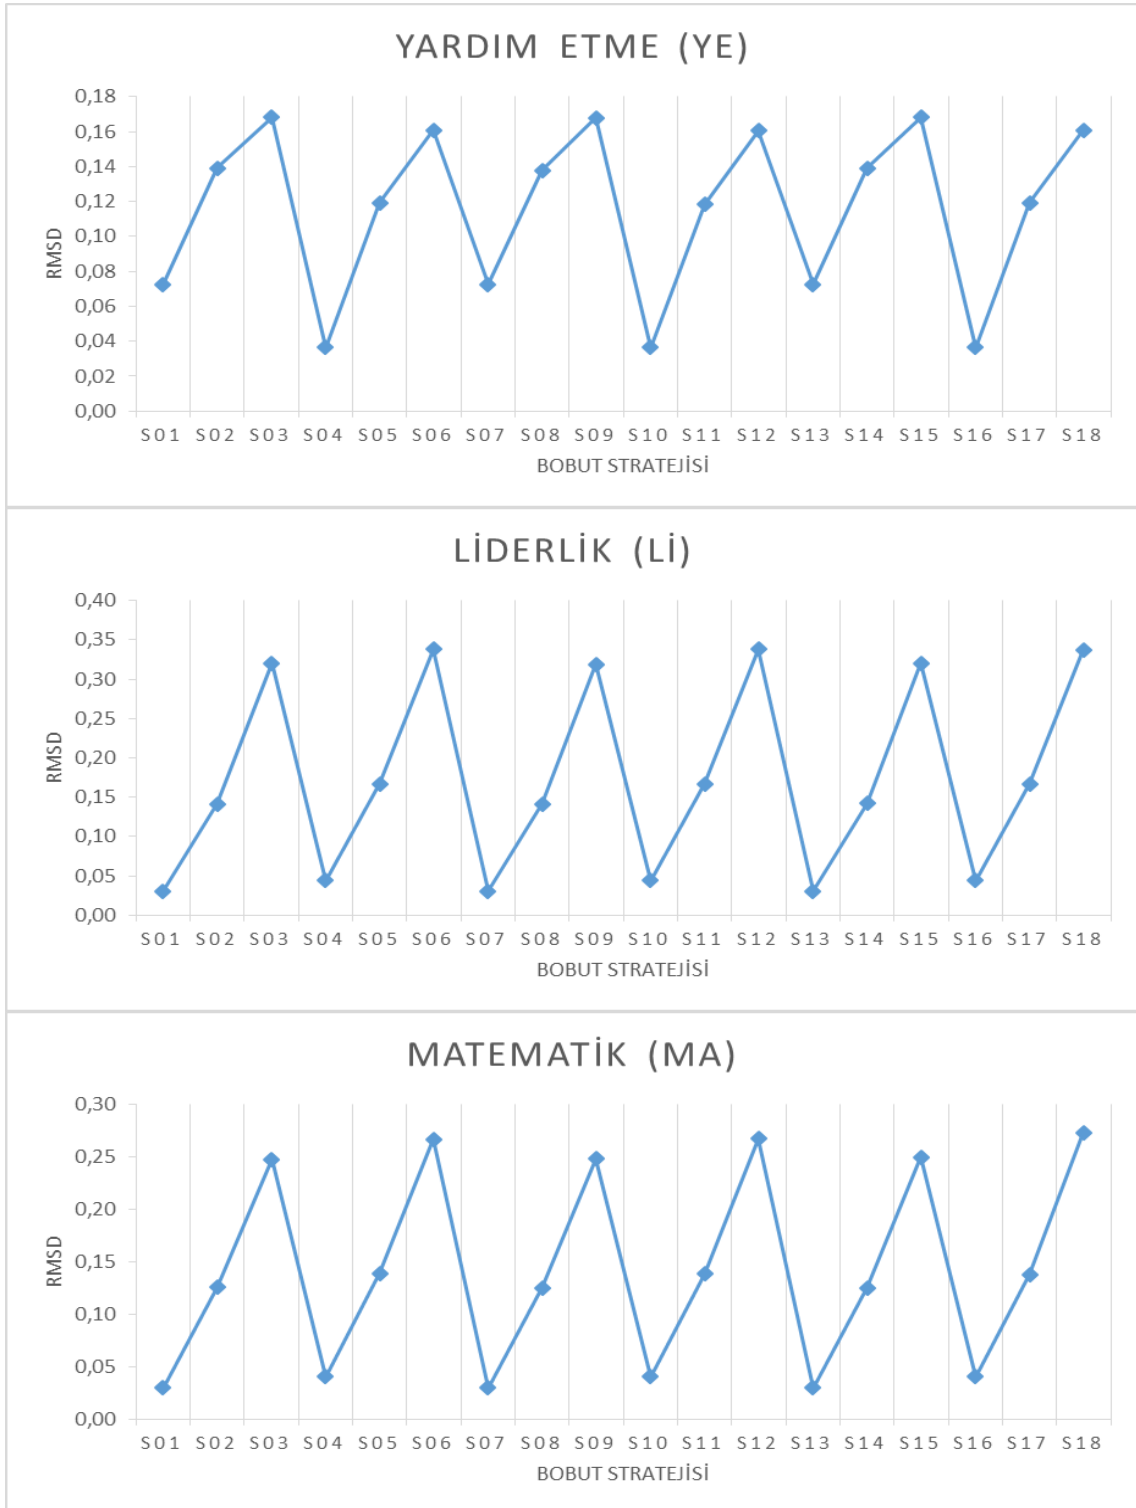 YARDIM ETME (YE)
0,18
0,16
0,14
0,12
0,10
0,08
0,06
0,04
0,02
0,00
RMSD
S01 S02 S03 S04 S05 S06 S07 S08 S09 S10 S11 S12 S13 S14 S15 S16 S17 S18
BOBUT STRATEJİSİ
LİDERLİK (Lİ)
0,40
0,35
0,30
0,25
0,20
0,15
0,10
0,05
0,00
RMSD
S01 S02 S03 S04 S05 S06 S07 S08 S09 S10 S11 S12 S13 S14 S15 S16 S17 S18
BOBUT STRATEJİSİ
MATEMATİK (MA)
0,30
0,25
0,20
0,15
0,10
0,05
0,00
RMSD
S01 S02 S03 S04 S05 S06 S07 S08 S09 S10 S11 S12 S13 S14 S15 S16 S17 S18
BOBUT STRATEJİSİ